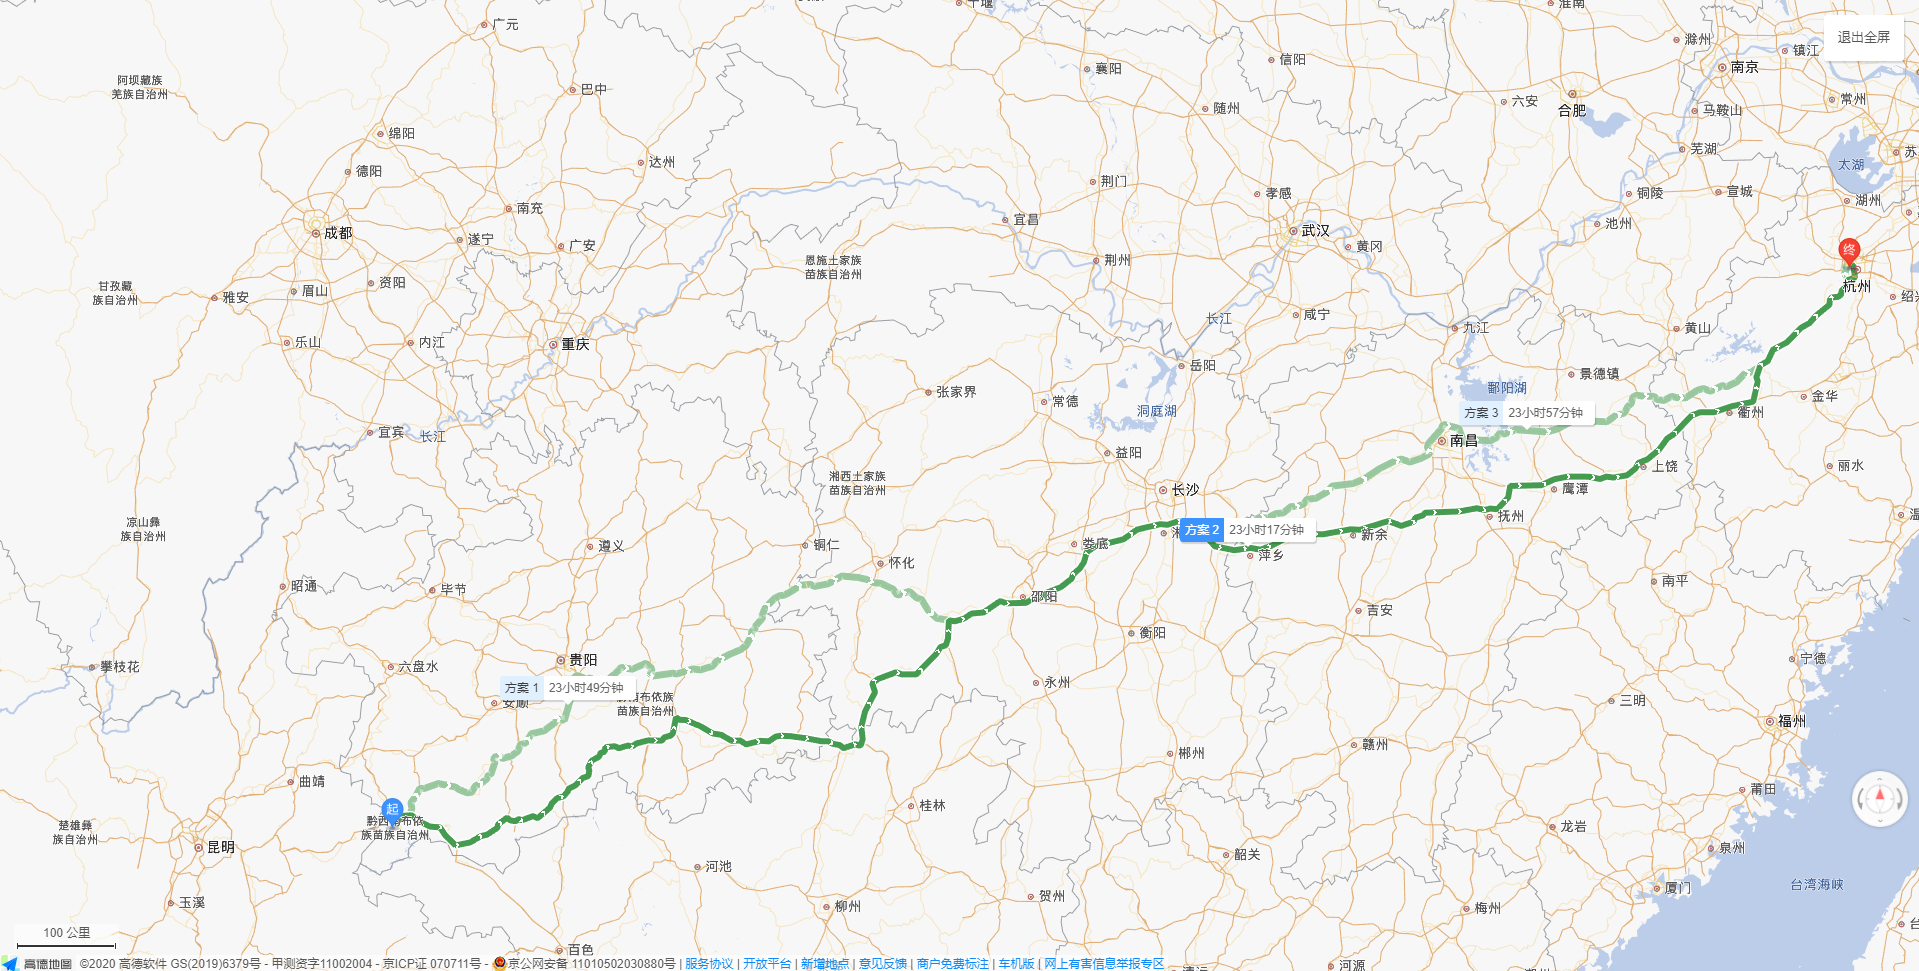 广元
十堰
淮南
滁州
镇江
退出全屏
南京
信阳
襄阳
阿坝藏族
羌族自治州
巴中
随州
六安
合肥
马鞍山
常州
绵阳
达州
芜湖
苏
太湖
德阳
荆门
孝感
铜陵
宣城
湖州
南充
宜昌
池州
成都
遂宁
广安
武汉
黄冈
终
恩施土家族
苗族自治州
荆州
杭州
甘孜藏
族自治州
雅安
眉山
资阳
绍兴
长江
咸宁
九江
黄山
乐山
内江
重庆
岳阳
景德镇
张家界
常德
洞庭湖
鄱阳湖
金华
方案 3 23小时57分钟
衢州
宜宾
长江
南昌
益阳
上饶
丽水
湘西土家族
苗族自治州
长沙
鹰潭
抚州
温
凉山彝
族自治州
方案 2 23小时17分钟
湘
新余
遵义
铜仁
娄底
萍乡
怀化
昭通
毕节
南平
邵阳
吉安
衡阳
贵阳
六盘水
攀枝花
宁德
方案 1 23小时49分钟
永州
安顺
黔南布依族
苗族自治州
三明
福州
赣州
郴州
曲靖
莆田
起
桂林
黔西南布依
族苗族自治州
楚雄彝
族自治州
昆明
龙岩
泉州
韶关
河池
台湾海峡
厦门
贺州
玉溪
柳州
梅州
台
100 公里
百色
高德地图 ©2020 高德软件 GS(2019)6379号 - 甲测资字11002004 - 京ICP证 070711号 - 京公网安备 11010502030880号 | 服务协议 | 开放平台 | 新增地点 | 意见反馈 | 商户免费标注 | 车机版 | 网上有害信息举报专区
清远
河源